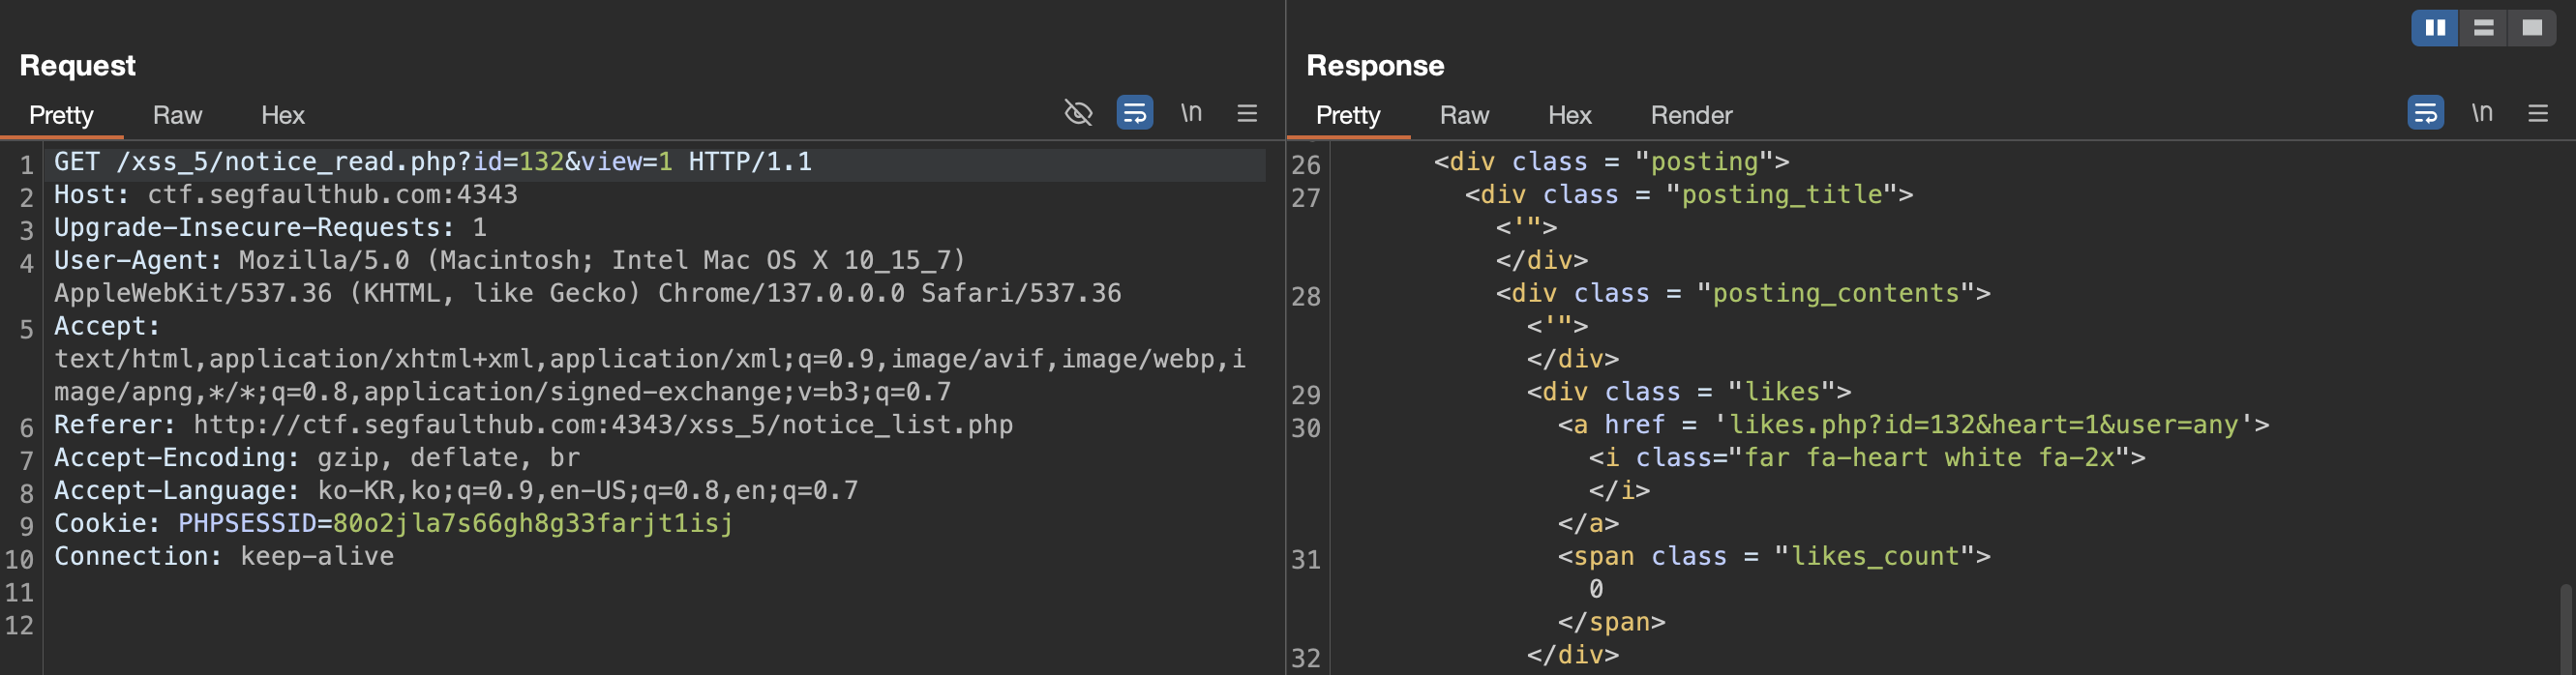 Request
Pretty Raw Hex
\n
1 GET /xss_5/notice_read.php?id=132&view=1 HTTP/1.1
2 Host: ctf.segfaulthub.com:4343
3 Upgrade-Insecure-Requests: 1
4 User-Agent: Mozilla/5.0 (Macintosh; Intel Mac OS X 10_15_7)
AppleWebKit/537.36 (KHTML, like Gecko) Chrome/137.0.0.0 Safari/537.36
5 Accept:
text/html,application/xhtml+xml,application/xml;q=0.9,image/avif,image/webp,i
mage/apng,*/*;q=0.8,application/signed-exchange;v=b3;q=0.7
6 Referer: http://ctf.segfaulthub.com:4343/xss_5/notice_list.php
7 Accept-Encoding: gzip, deflate, br
8 Accept-Language: ko-KR,ko;q=0.9,en-US;q=0.8,en;q=0.7
9 Cookie: PHPSESSID=80o2jla7s66gh8g33farjt1isj
10 Connection: keep-alive
11
12
Response
Pretty Raw Hex Render
\n
26 <div class = "posting">
27 <div class = "posting_title">
<'">
</div>
28 <div class = "posting_contents">
<'">
</div>
29 <div class = "likes">
30 <a href = 'likes.php?id=132&heart=1&user=any'>
<i class="far fa-heart white fa-2x">
</i>
</a>
31 <span class = "likes_count">
0
</span>
32 </div>